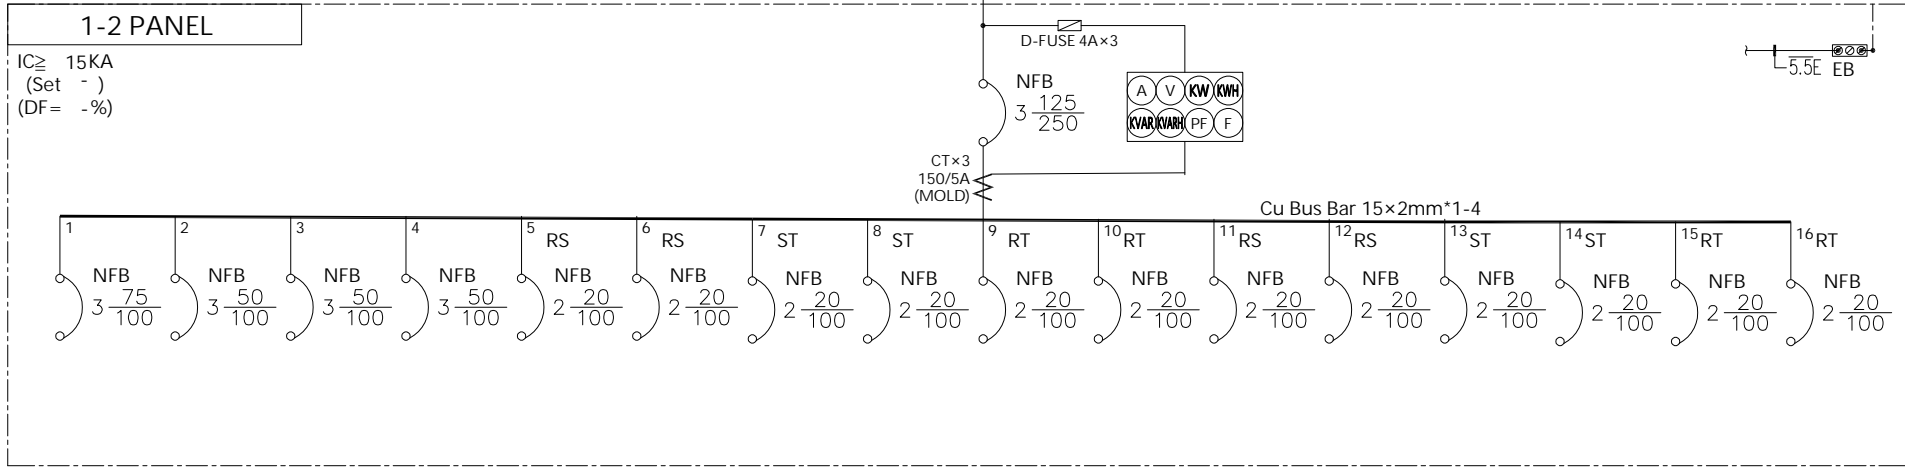 1-2 PANEL
IC≧ 15KA
(Set - )
(DF= -%)
D-FUSE 4A×3
NFB
3 125/250
A V KW KWH
KVAR KVARH PF F
5.5E EB
CT×3
150/5A
(MOLD)
Cu Bus Bar 15×2mm*1-4
1 2 3 4 5 RS 6 RS 7 ST 8 ST 9 RT 10 RT 11 RS 12 RS 13 ST 14 ST 15 RT 16 RT
NFB NFB NFB NFB NFB NFB NFB NFB NFB NFB NFB NFB NFB NFB NFB NFB
3 75/100 3 50/100 3 50/100 3 50/100 2 20/100 2 20/100 2 20/100 2 20/100 2 20/100 2 20/100 2 20/100 2 20/100 2 20/100 2 20/100 2 20/100 2 20/100